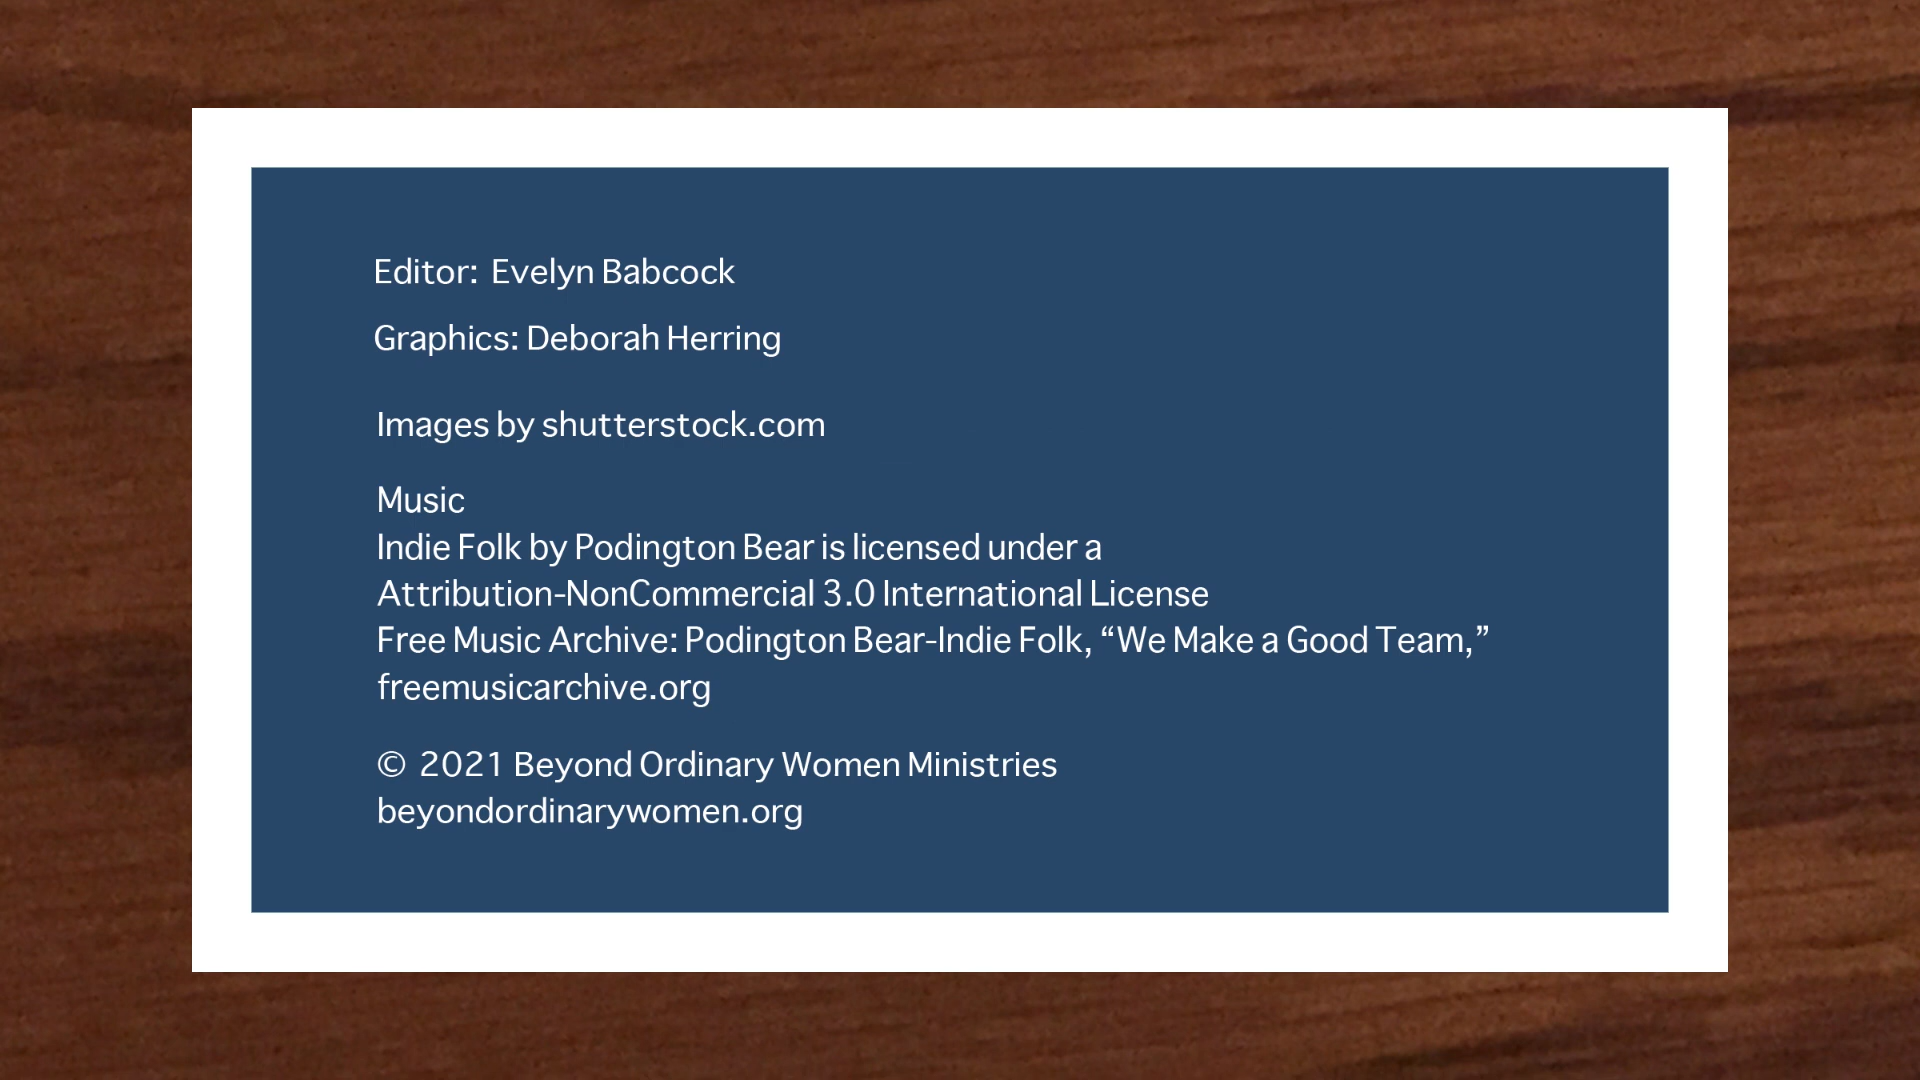 Editor: Evelyn Babcock
Graphics: Deborah Herring
Images by shutterstock.com
Music
Indie Folk by Podington Bear is licensed under a
Attribution-NonCommercial 3.0 International License
Free Music Archive: Podington Bear-Indie Folk, “We Make a Good Team,”
freemusicarchive.org
© 2021 Beyond Ordinary Women Ministries
beyondordinarywomen.org